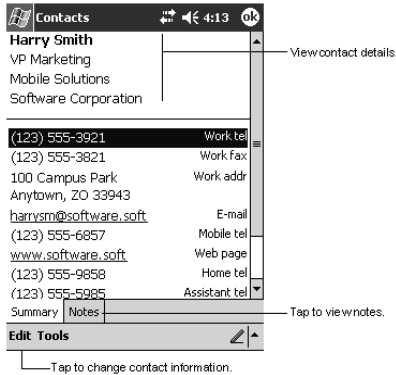 Contacts 4:13 ok
Harry Smith
VP Marketing
Mobile Solutions
Software Corporation
View contact details.
(123) 555-3921 Work tel
(123) 555-3821 Work fax
100 Campus Park Work addr
Anytown, ZO 33943
harrysm@software.soft E-mail
(123) 555-6857 Mobile tel
www.software.soft Web page
(123) 555-9858 Home tel
(123) 555-5985 Assistant tel
Summary Notes
Tap to view notes.
Edit Tools
Tap to change contact information.